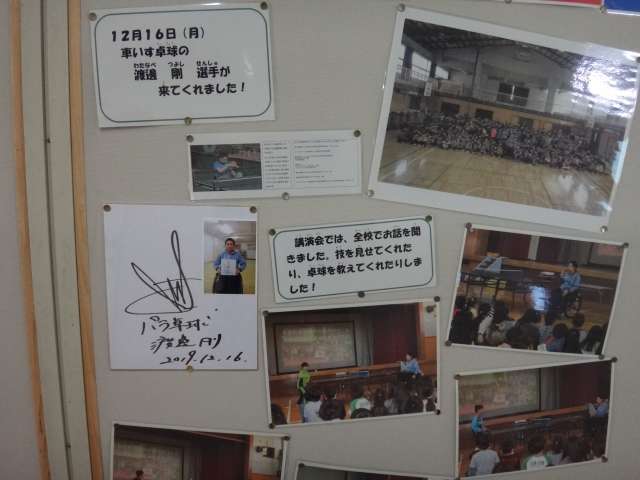 12月16日（月）
車いす卓球の
わたなべ つよし せんしゅ
渡邊 剛 選手が
来てくれました！
講演会では、全校でお話を聞
きました。技を見せてくれた
り、卓球を教えてくれたりしま
した！
パラ卓球
渡邊 剛
2019.12.16.